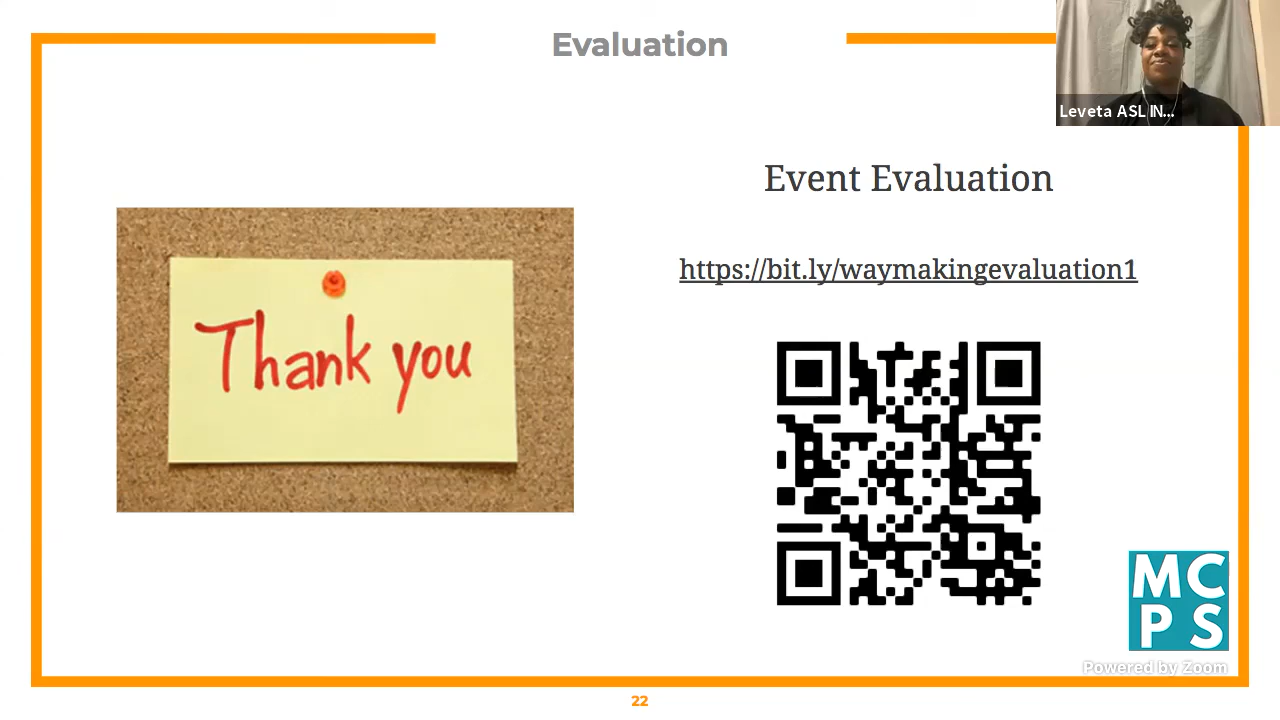 Evaluation
Leveta ASL IN...
Event Evaluation
https://bit.ly/waymakingevaluation1
Thank you
MC
PS
Powered by Zoom
22